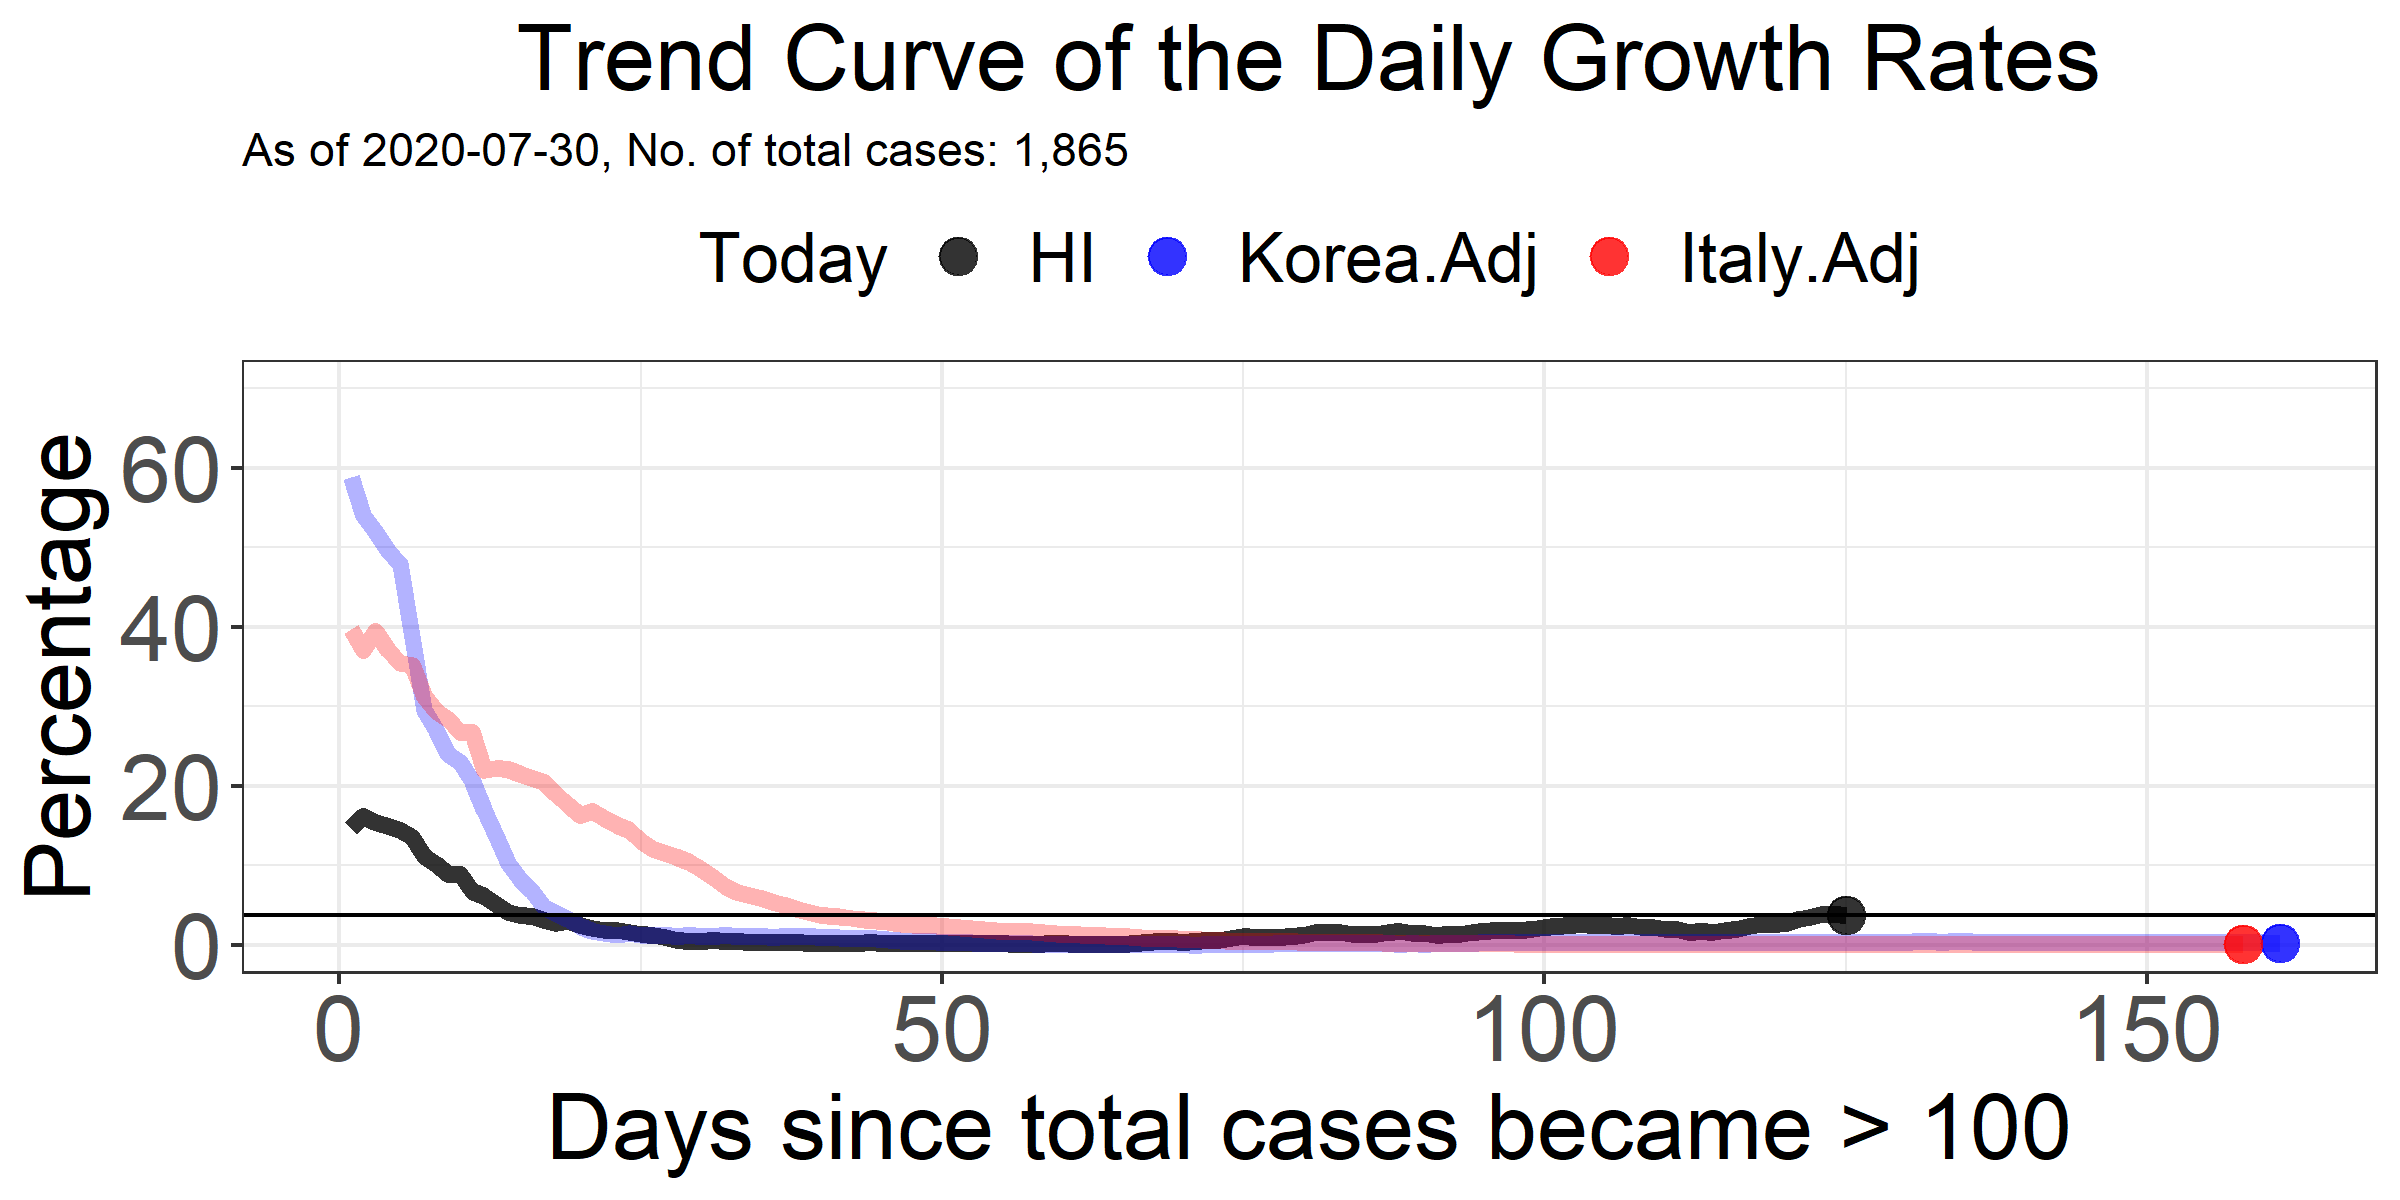 Trend Curve of the Daily Growth Rates
As of 2020-07-30, No. of total cases: 1,865
Today HI Korea.Adj Italy.Adj
Percentage
60
40
20
0
0 50 100 150
Days since total cases became > 100